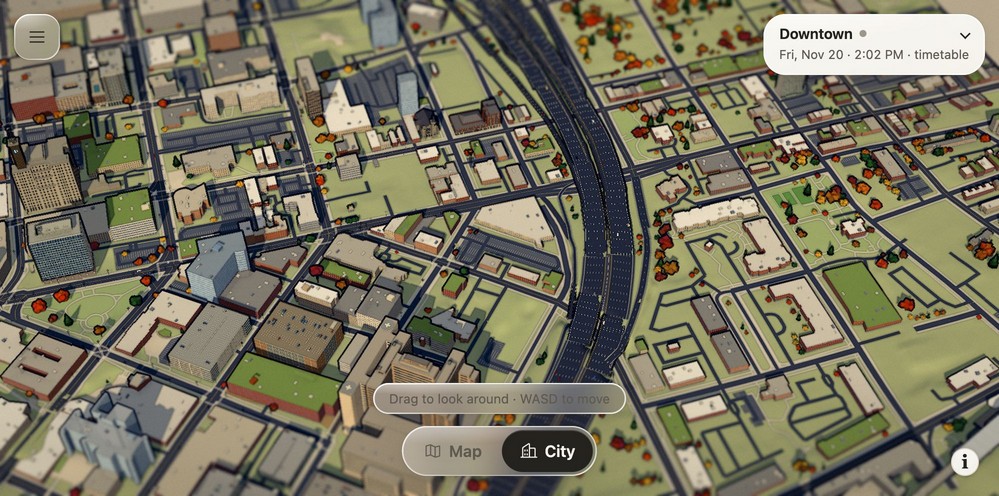 Downtown
Fri, Nov 20 · 2:02 PM · timetable
Drag to look around · WASD to move
Map
City
i